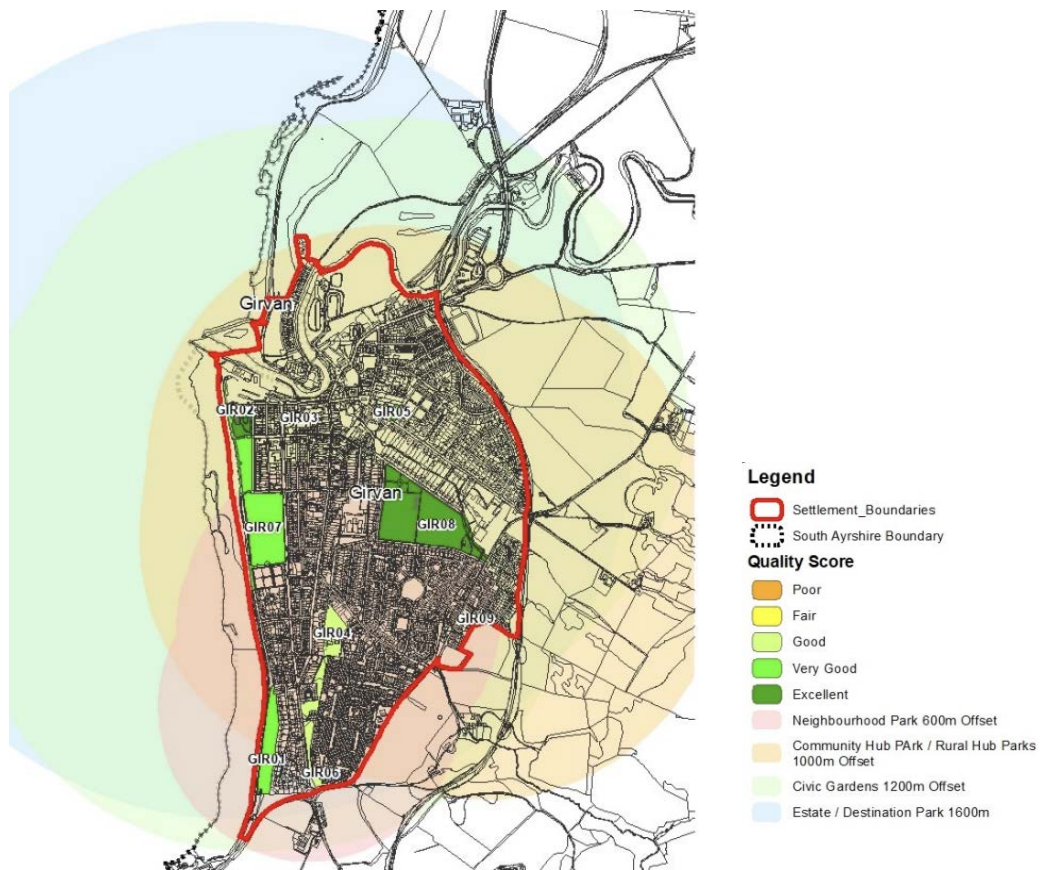 Girvan
GIR02
GIR03
GIR05
Girvan
GIR07
GIR08
GIR09
GIR04
GIR01
GIR06
Legend
Settlement_Boundaries
South Ayrshire Boundary
Quality Score
Poor
Fair
Good
Very Good
Excellent
Neighbourhood Park 600m Offset
Community Hub PArk / Rural Hub Parks
1000m Offset
Civic Gardens 1200m Offset
Estate / Destination Park 1600m